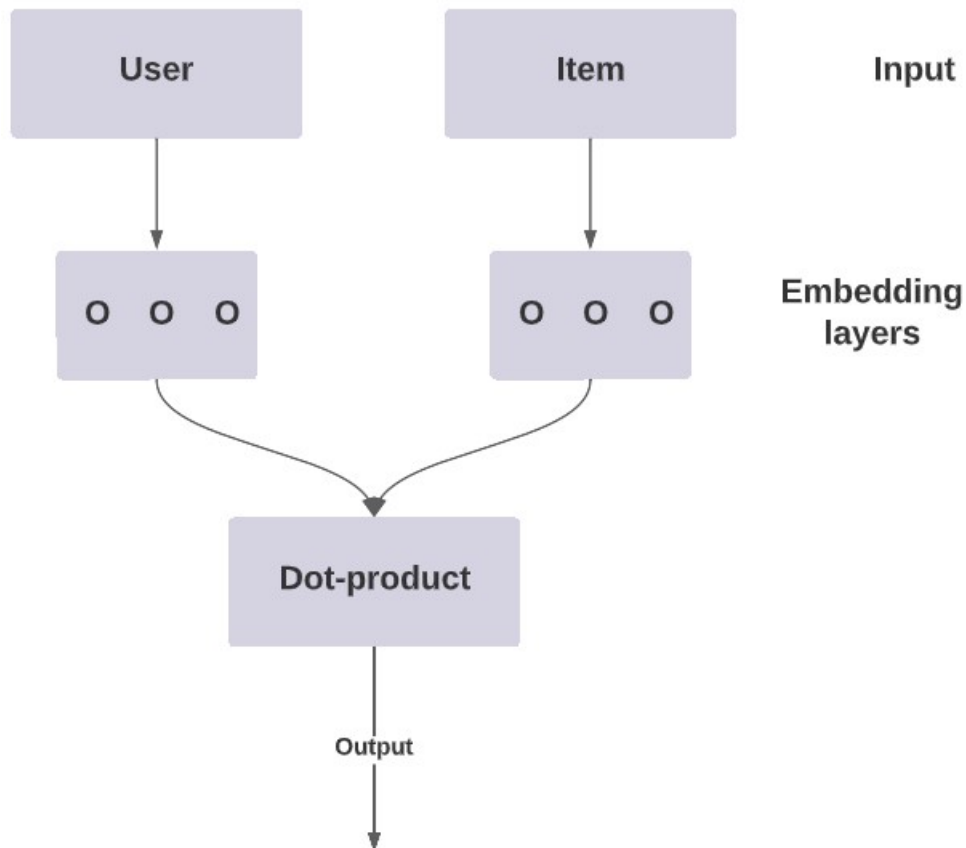 User
Item
Input
O O O
O O O
Embedding
layers
Dot-product
Output